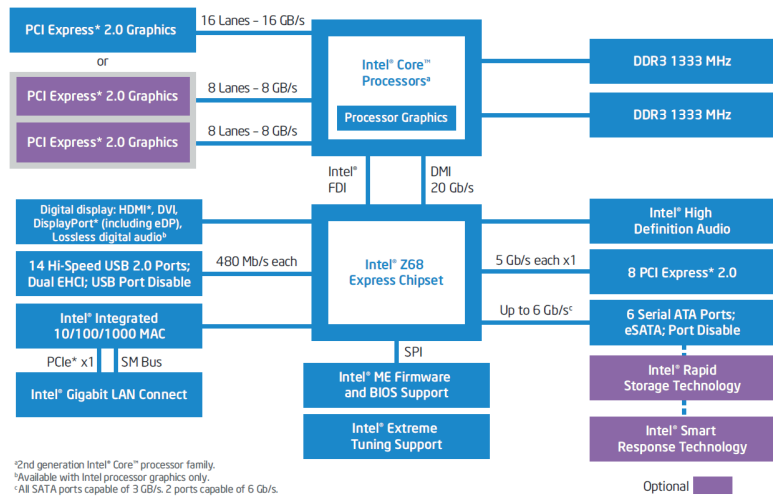 PCI Express* 2.0 Graphics
16 Lanes – 16 GB/s
or
PCI Express* 2.0 Graphics
8 Lanes – 8 GB/s
PCI Express* 2.0 Graphics
8 Lanes – 8 GB/s
Intel® Core™
Processorsᵃ
Processor Graphics
DDR3 1333 MHz
DDR3 1333 MHz
Intel®
FDI
DMI
20 Gb/s
Digital display: HDMI*, DVI,
DisplayPort* (including eDP),
Lossless digital audioᵇ
14 Hi-Speed USB 2.0 Ports;
Dual EHCI; USB Port Disable
480 Mb/s each
Intel® Integrated
10/100/1000 MAC
PCIe* x1
SM Bus
Intel® Gigabit LAN Connect
Intel® Z68
Express Chipset
SPI
Intel® ME Firmware
and BIOS Support
Intel® Extreme
Tuning Support
Intel® High
Definition Audio
5 Gb/s each x1
8 PCI Express* 2.0
Up to 6 Gb/sᶜ
6 Serial ATA Ports;
eSATA; Port Disable
Intel® Rapid
Storage Technology
Intel® Smart
Response Technology
ᵃ2nd generation Intel® Core™ processor family.
ᵇAvailable with Intel processor graphics only.
ᶜAll SATA ports capable of 3 GB/s. 2 ports capable of 6 Gb/s.
Optional